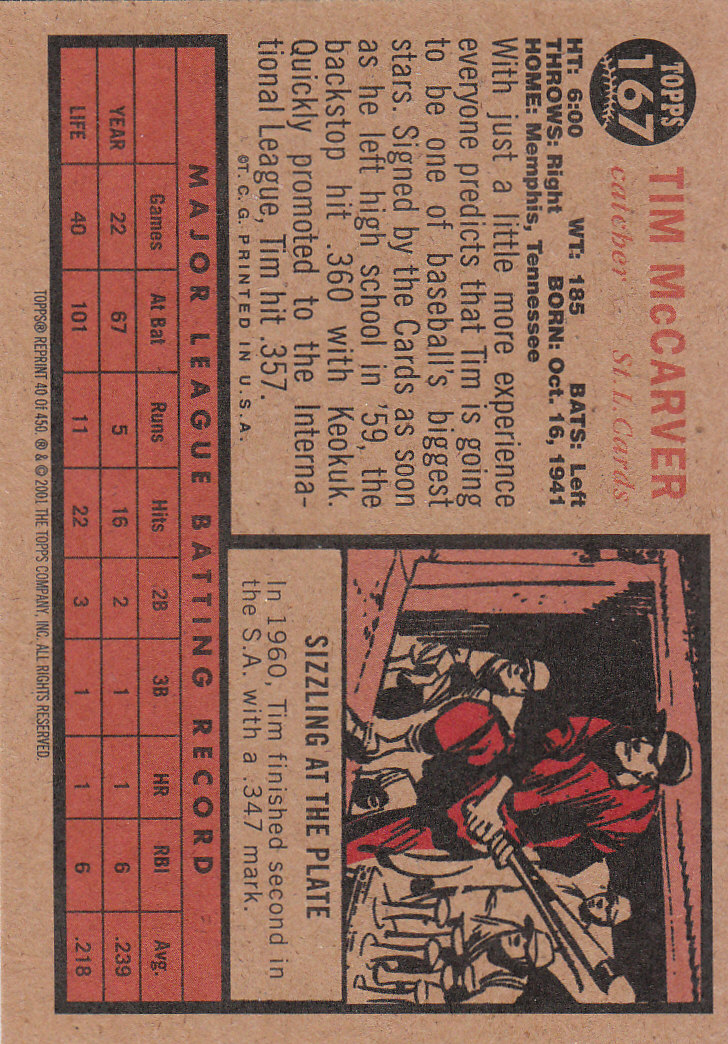 TOPPS
167
TIM McCARVER
catcher St. L. Cards
HT: 6:00 WT: 185 BATS: Left
THROWS: Right BORN: Oct. 16, 1941
HOME: Memphis, Tennessee
With just a little more experience
everyone predicts that Tim is going
to be one of baseball's biggest
stars. Signed by the Cards as soon
as he left high school in '59, the
backstop hit .360 with Keokuk.
Quickly promoted to the Interna-
tional League, Tim hit .357.
©T. C. G. PRINTED IN U. S. A.
SIZZLING AT THE PLATE
In 1960, Tim finished second in
the S.A. with a .347 mark.
MAJOR LEAGUE BATTING RECORD
Games At Bat Runs Hits 2B 3B HR RBI Avg.
YEAR 22 67 5 16 2 1 1 6 .239
LIFE 40 101 11 22 3 1 1 6 .218
TOPPS® REPRINT 40 Of 450 ® & © 2001 THE TOPPS COMPANY, INC. ALL RIGHTS RESERVED.